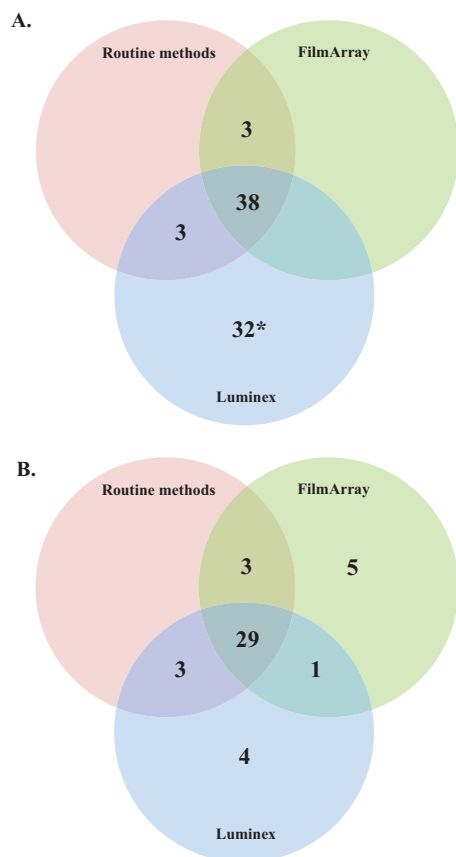 A.
Routine methods
FilmArray
3
38
3
32*
Luminex
B.
Routine methods
FilmArray
3
5
29
3
1
4
Luminex